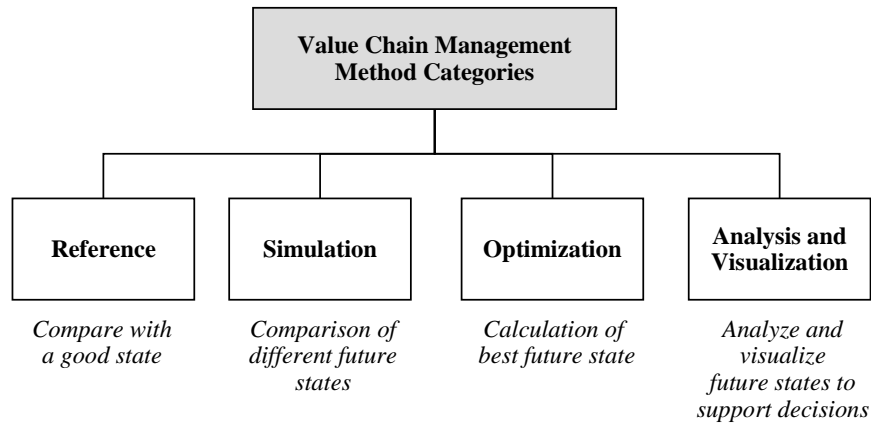 Value Chain Management
Method Categories
Reference
Simulation
Optimization
Analysis and
Visualization
Compare with
a good state
Comparison of
different future
states
Calculation of
best future state
Analyze and
visualize
future states to
support decisions